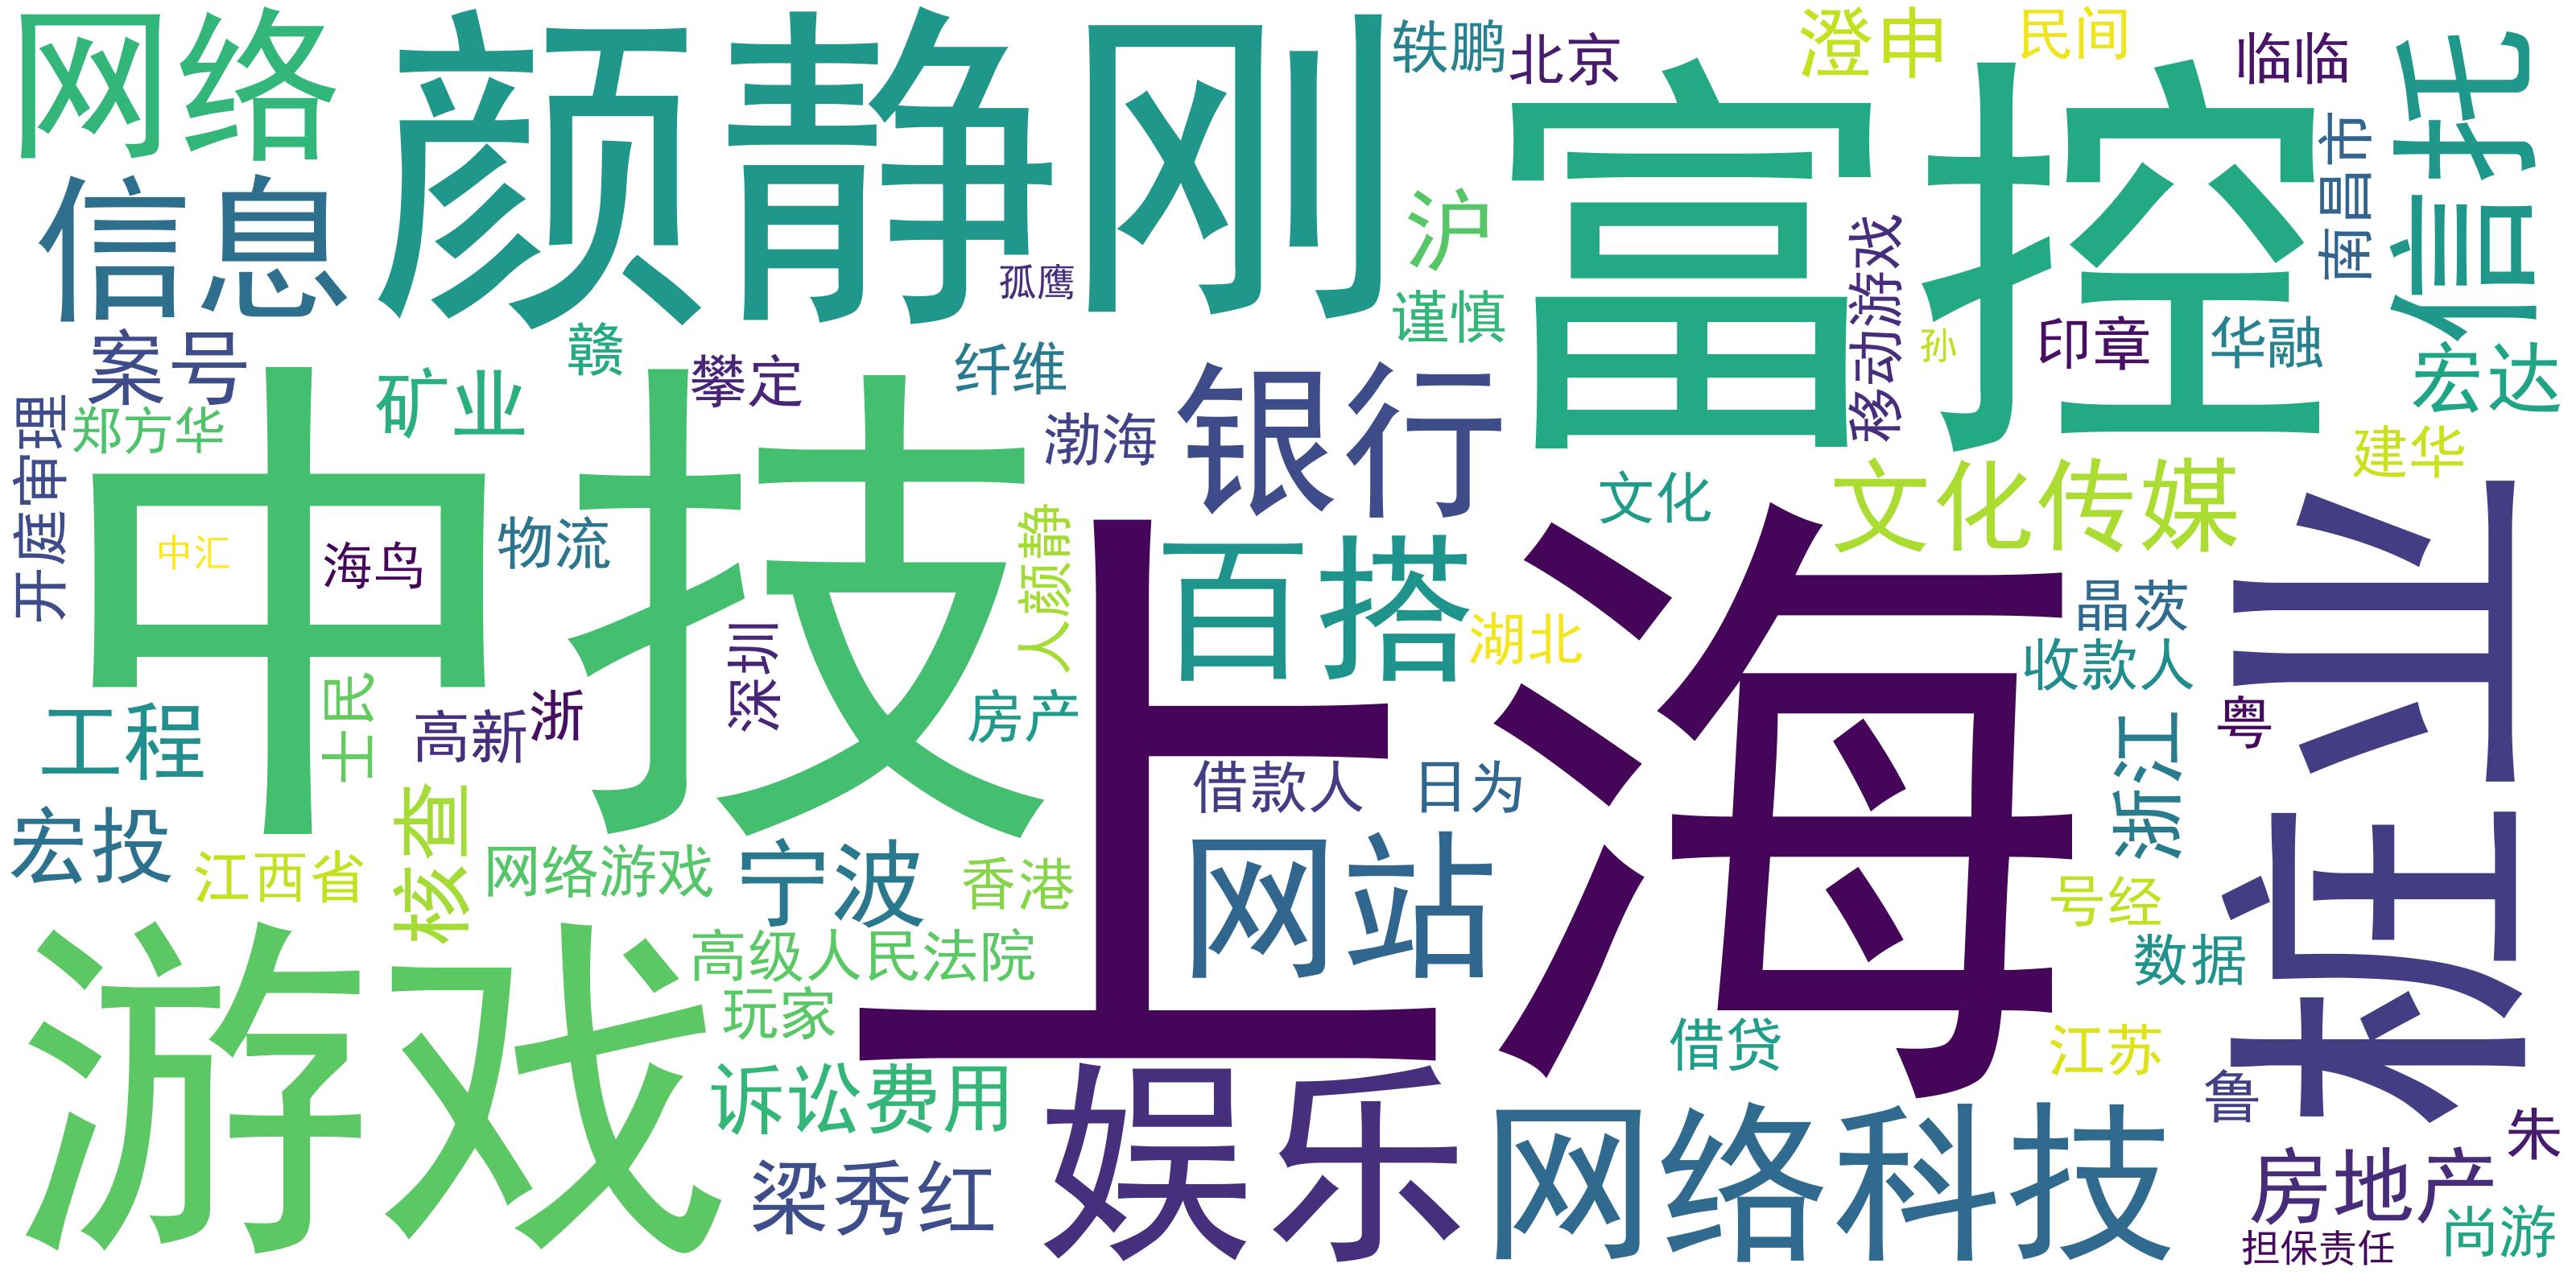 网络
颜静刚
轶鹏
北京
澄申
民间
临临
信托
富控
南昌市
信息
沪
孤鹰
谨慎
移动游戏
孙
印章
华融
宏达
案号
矿业
赣
攀定
纤维
渤海
银行
建华
开庭审理
郑方华
中技
文化
文化传媒
桩业
中汇
海鸟
物流
人颜静
百搭
上海
湖北
晶茨
收款人
深圳
士民
工程
高新
浙
房产
粤
浙江
借款人
日为
宏投
江西省
核查
网络游戏
宁波
香港
网站
号经
数据
游戏
高级人民法院
玩家
借贷
江苏
诉讼费用
娱乐
网络科技
鲁
朱
梁秀红
房地产
尚游
担保责任